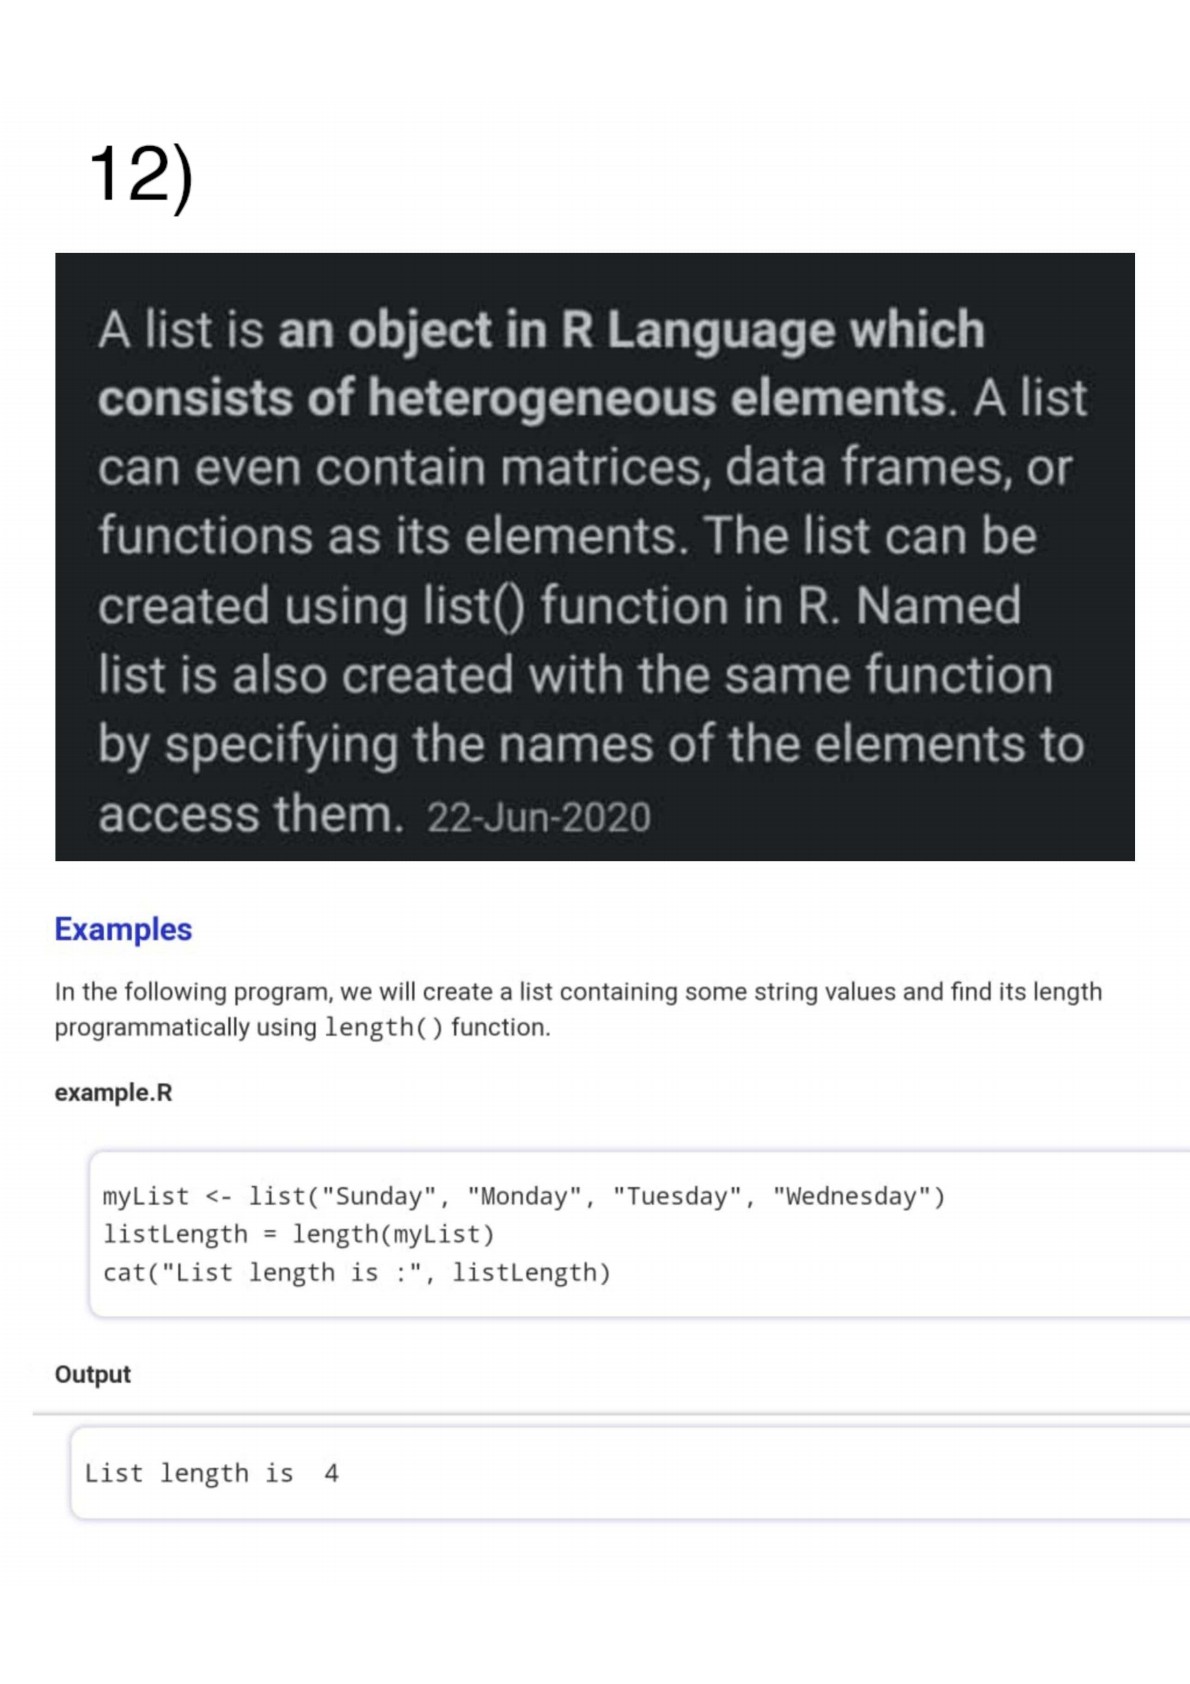 12)
A list is an object in R Language which
consists of heterogeneous elements. A list
can even contain matrices, data frames, or
functions as its elements. The list can be
created using list() function in R. Named
list is also created with the same function
by specifying the names of the elements to
access them. 22-Jun-2020
Examples
In the following program, we will create a list containing some string values and find its length
programmatically using length() function.
example.R
myList <- list("Sunday", "Monday", "Tuesday", "Wednesday")
listLength = length(myList)
cat("List length is :", listLength)
Output
List length is  4